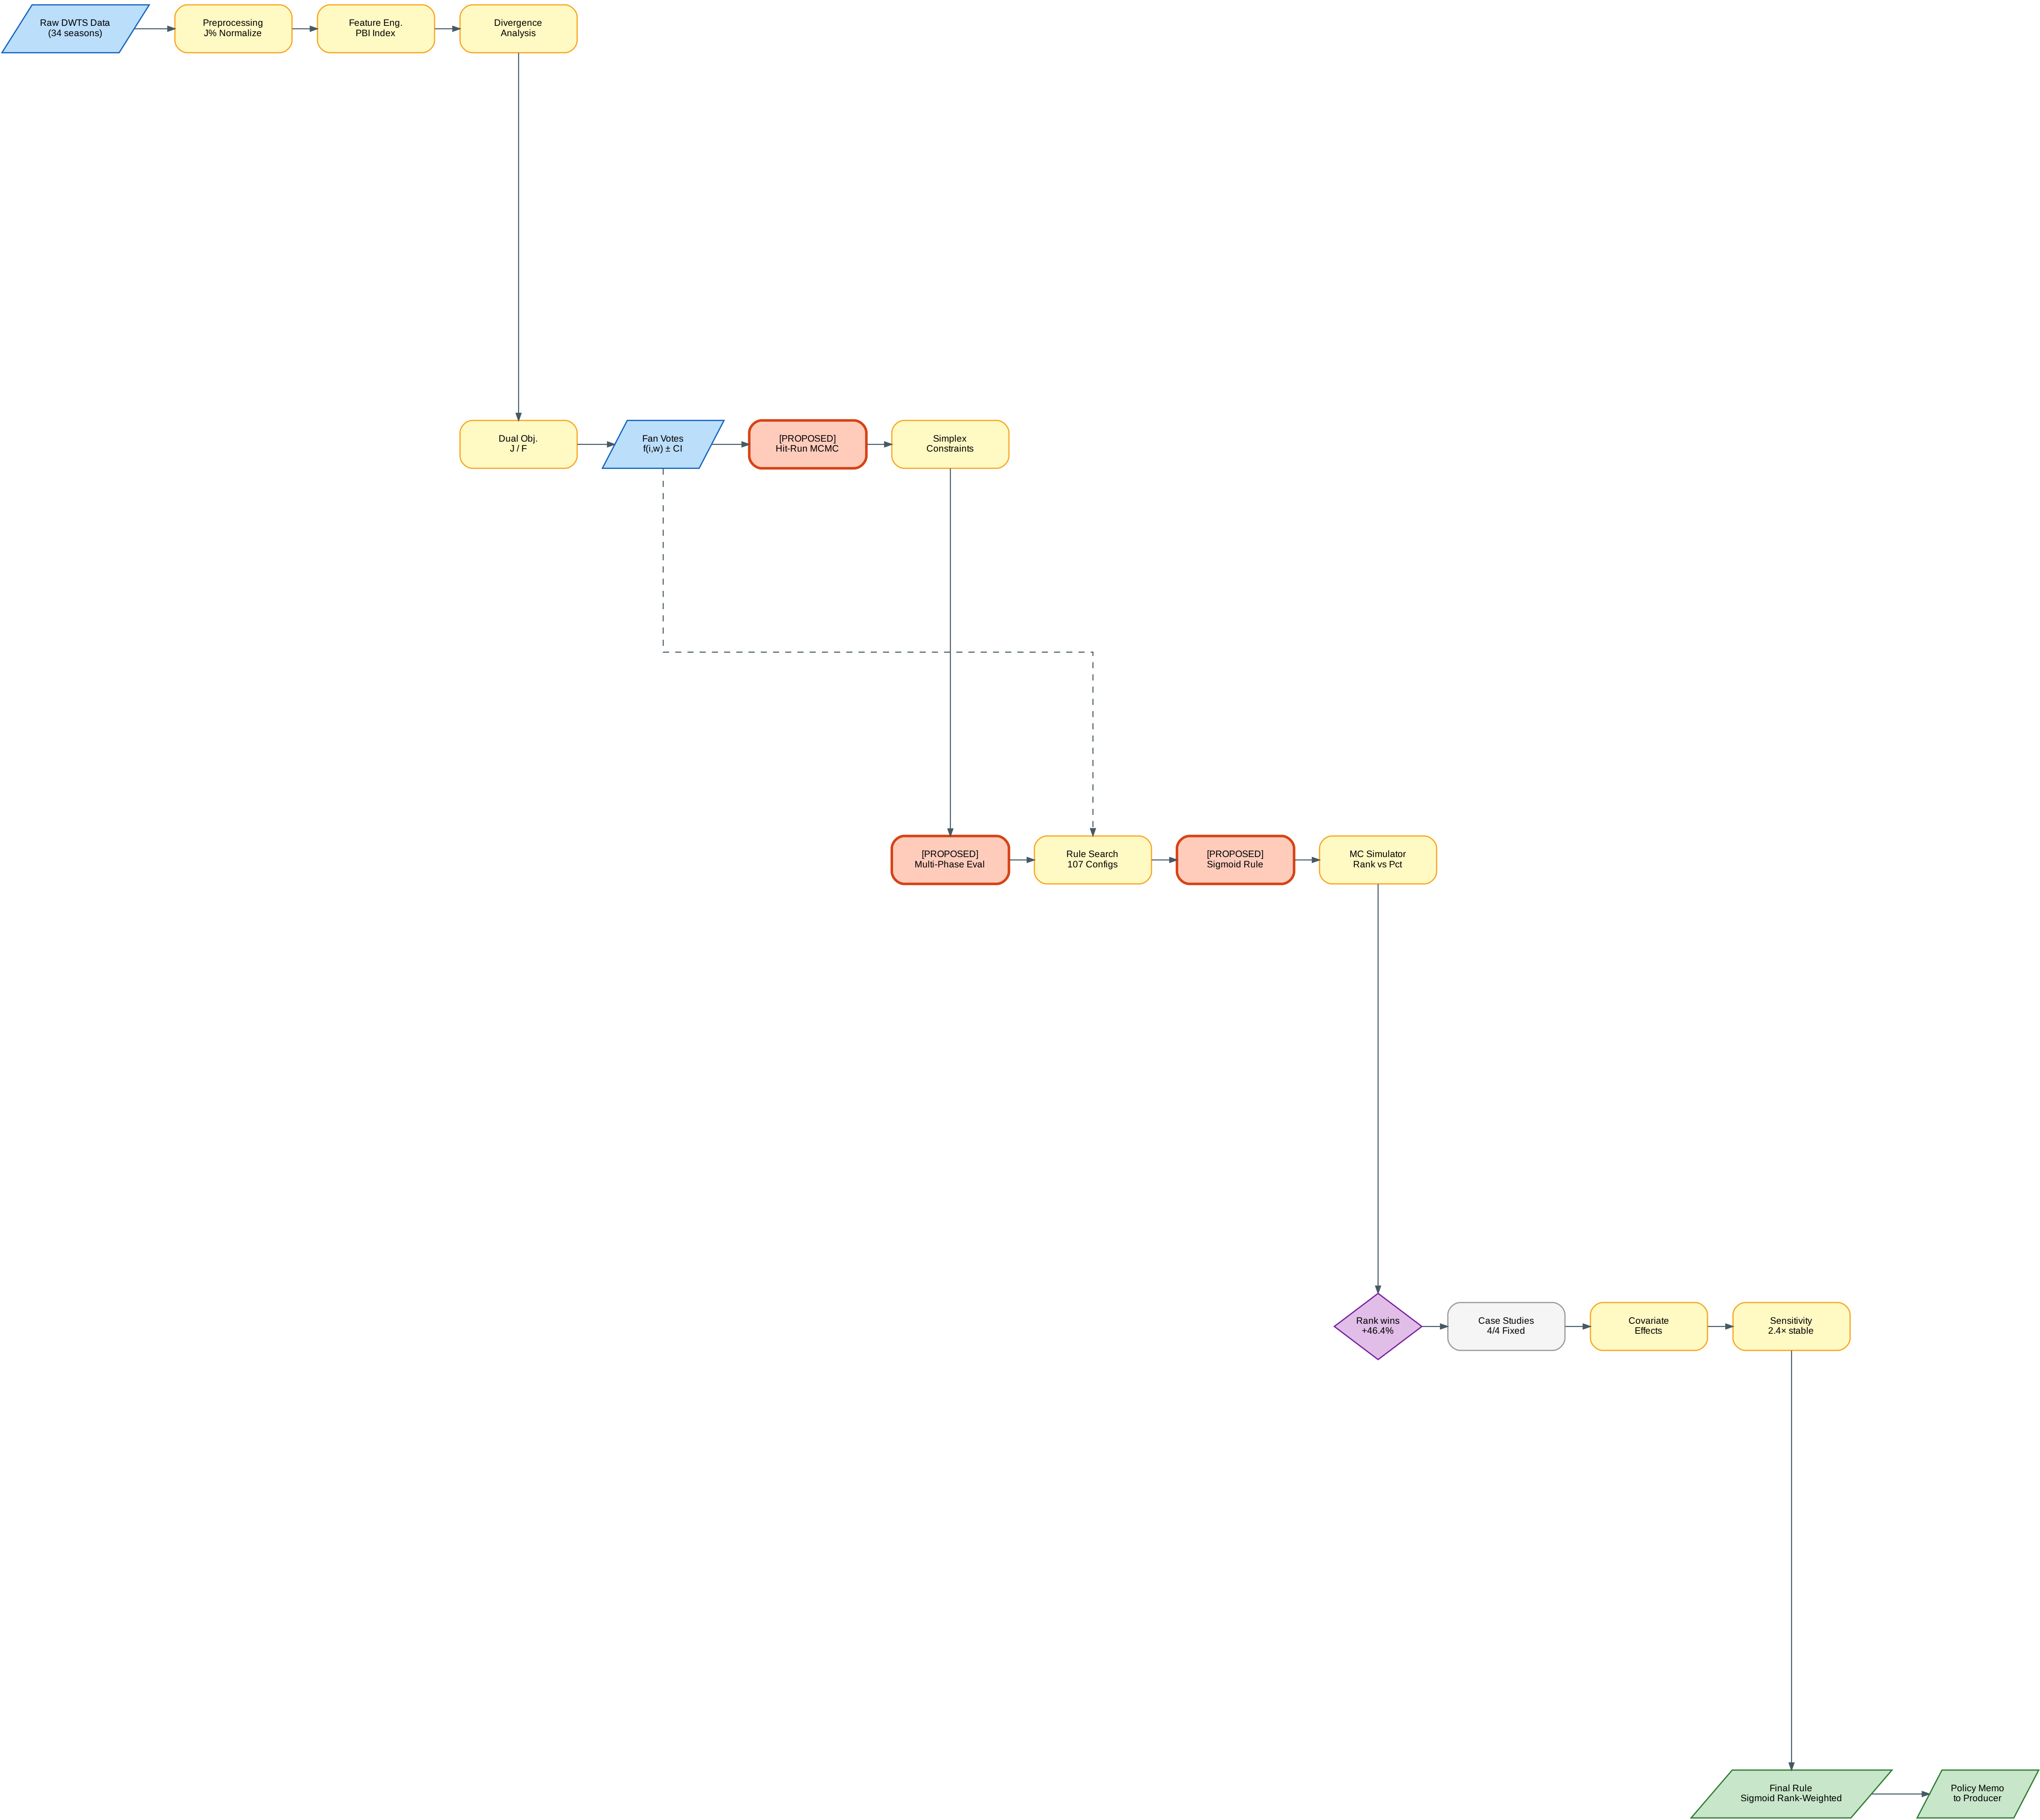 Raw DWTS Data
(34 seasons)
Preprocessing
J% Normalize
Feature Eng.
PBI Index
Divergence
Analysis
Dual Obj.
J / F
Fan Votes
f(i,w) ± CI
[PROPOSED]
Hit-Run MCMC
Simplex
Constraints
[PROPOSED]
Multi-Phase Eval
Rule Search
107 Configs
[PROPOSED]
Sigmoid Rule
MC Simulator
Rank vs Pct
Rank wins
+46.4%
Case Studies
4/4 Fixed
Covariate
Effects
Sensitivity
2.4× stable
Final Rule
Sigmoid Rank-Weighted
Policy Memo
to Producer